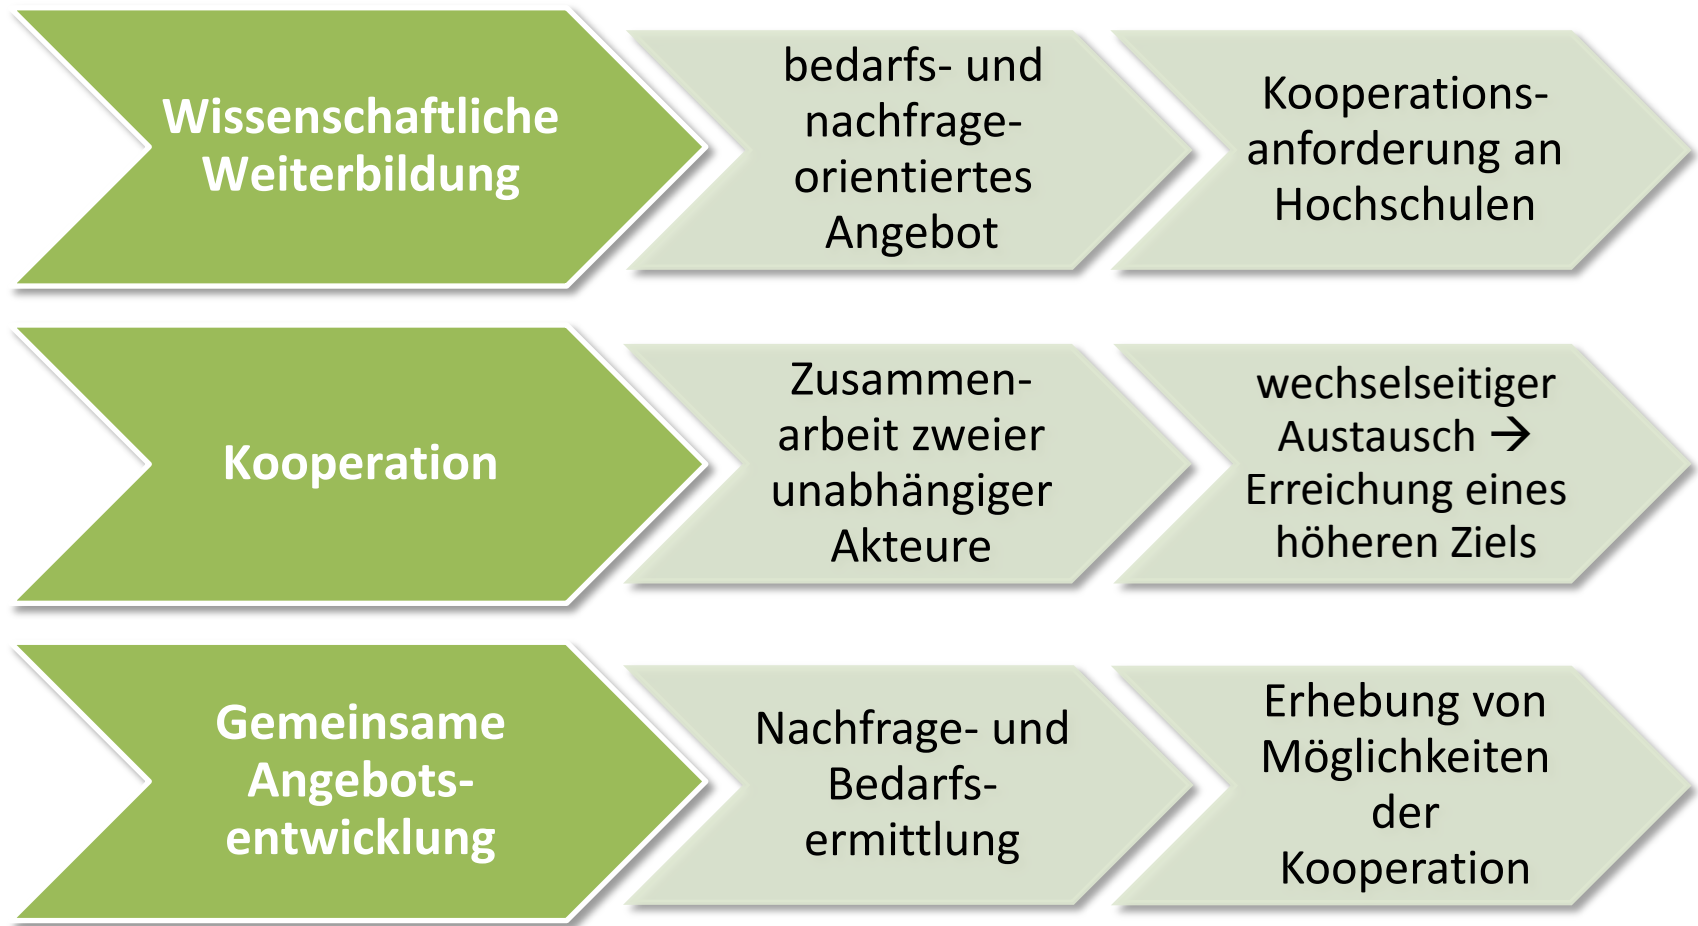 Wissenschaftliche
Weiterbildung
bedarfs- und
nachfrage-
orientiertes
Angebot
Kooperations-
anforderung an
Hochschulen
Kooperation
Zusammen-
arbeit zweier
unabhängiger
Akteure
wechselseitiger
Austausch →
Erreichung eines
höheren Ziels
Gemeinsame
Angebots-
entwicklung
Nachfrage- und
Bedarfs-
ermittlung
Erhebung von
Möglichkeiten
der
Kooperation